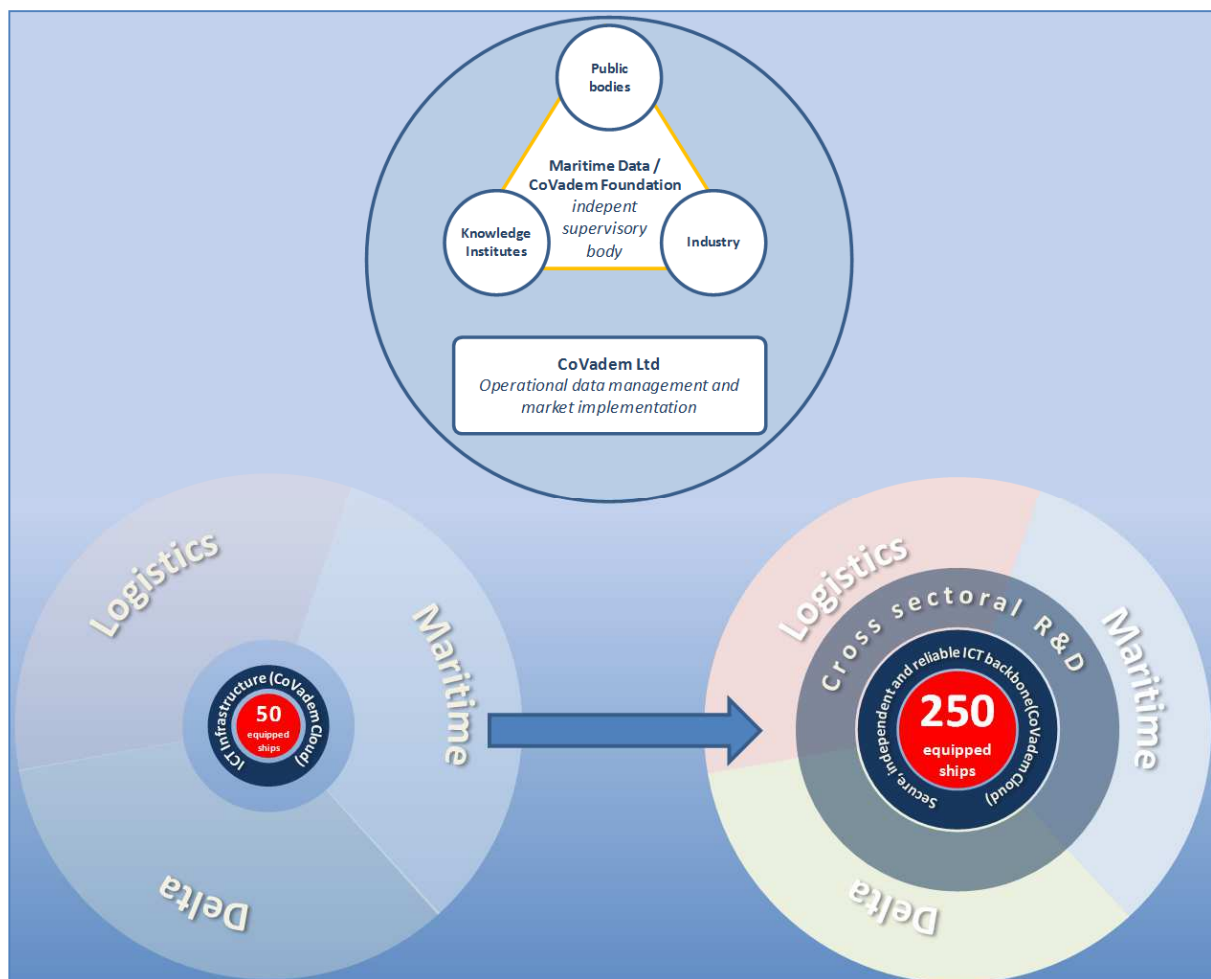 Public
bodies
Maritime Data /
CoVadem Foundation
indepent
supervisory
body
Knowledge
Institutes
Industry
CoVadem Ltd
Operational data management and
market implementation
Logistics
Maritime
Delta
ICT Infrastructure (CoVadem Cloud)
50
equipped
ships
Logistics
Maritime
Delta
Cross sectoral R&D
Secure, independent and reliable ICT backbone(CoVadem Cloud)
250
equipped
ships